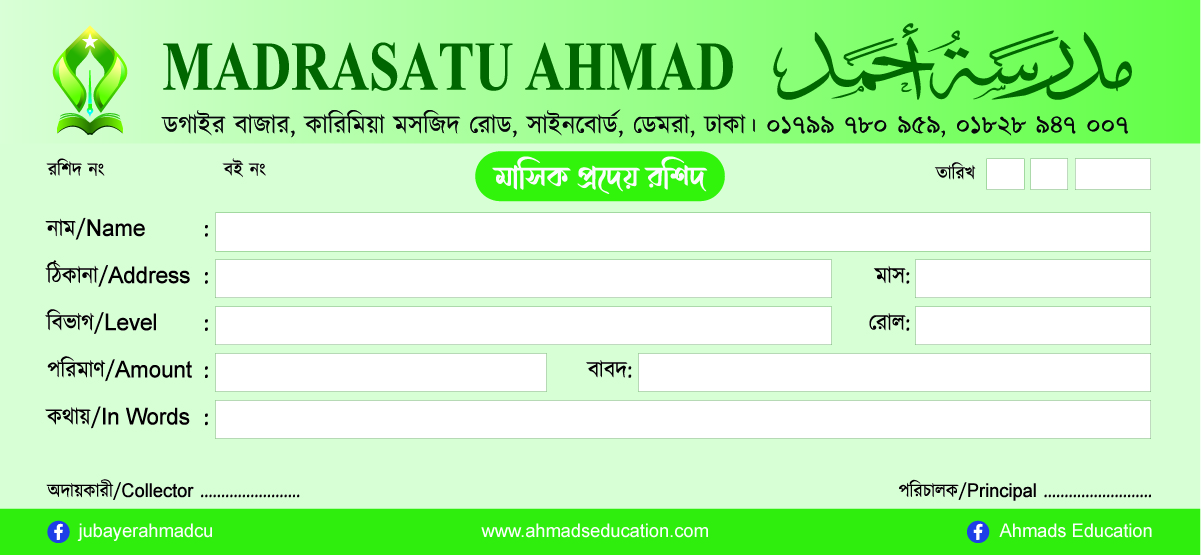 MADRASATU AHMAD مدرسة أحمد
ডগাইর বাজার, কারিমিয়া মসজিদ রোড, সাইনবোর্ড, ডেমরা, ঢাকা। ০১৭৯৯ ৭৮০ ৯৫৯, ০১৮২৮ ৯৪৭ ০০৭
রশিদ নং বই নং মাসিক প্রদেয় রশিদ তারিখ
নাম/Name :
ঠিকানা/Address : মাস:
বিভাগ/Level : রোল:
পরিমাণ/Amount : বাবদ:
কথায়/In Words :
অদায়কারী/Collector ........................ পরিচালক/Principal ..........................
jubayerahmadcu www.ahmadseducation.com Ahmads Education